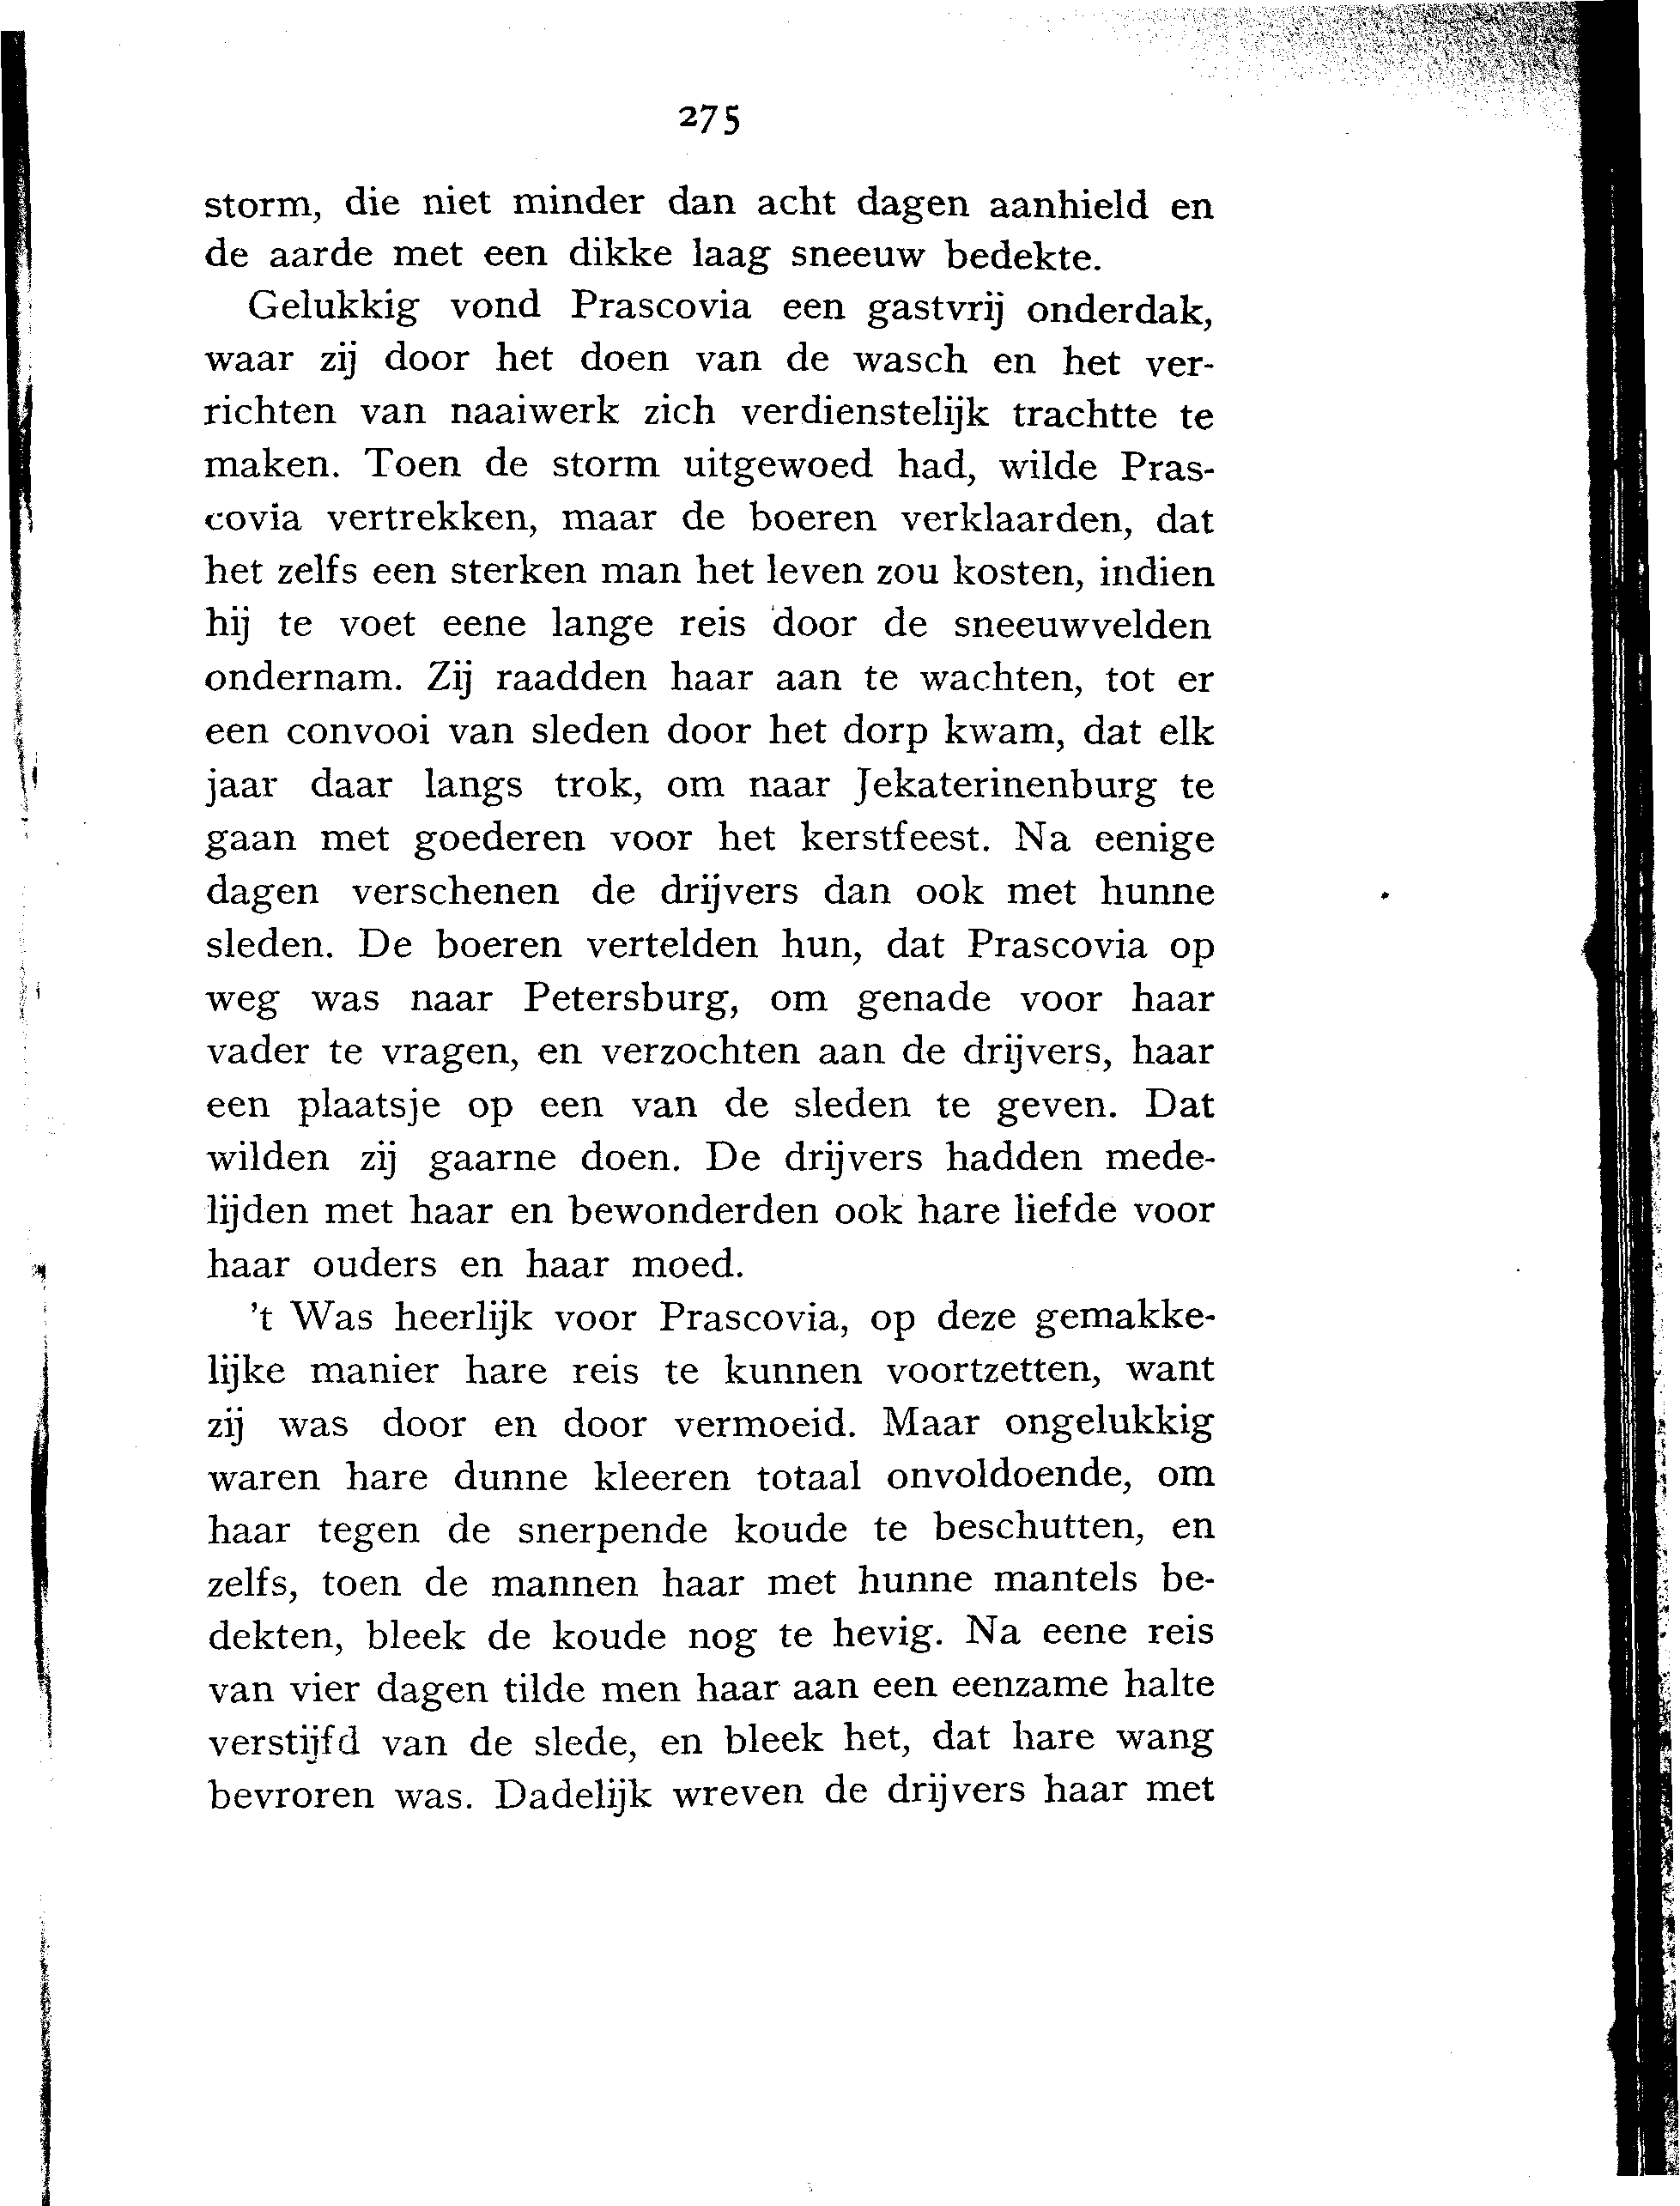 275
storm, die niet minder dan acht dagen aanhield en
de aarde met een dikke laag sneeuw bedekte.
Gelukkig vond Prascovia een gastvrij onderdak,
waar zij door het doen van de wasch en het ver-
richten van naaiwerk zich verdienstelijk trachtte te
maken. Toen de storm uitgewoed had, wilde Pras-
covia vertrekken, maar de boeren verklaarden, dat
het zelfs een sterken man het leven zou kosten, indien
hij te voet eene lange reis door de sneeuwvelden
ondernam. Zij raadden haar aan te wachten, tot er
een convooi van sleden door het dorp kwam, dat elk
jaar daar langs trok, om naar Jekaterinenburg te
gaan met goederen voor het kerstfeest. Na eenige
dagen verschenen de drijvers dan ook met hunne
sleden. De boeren vertelden hun, dat Prascovia op
weg was naar Petersburg, om genade voor haar
vader te vragen, en verzochten aan de drijvers, haar
een plaatsje op een van de sleden te geven. Dat
wilden zij gaarne doen. De drijvers hadden mede-
lijden met haar en bewonderden ook hare liefde voor
haar ouders en haar moed.
't Was heerlijk voor Prascovia, op deze gemakke-
lijke manier hare reis te kunnen voortzetten, want
zij was door en door vermoeid. Maar ongelukkig
waren hare dunne kleeren totaal onvoldoende, om
haar tegen de snerpende koude te beschutten, en
zelfs, toen de mannen haar met hunne mantels be-
dekten, bleek de koude nog te hevig. Na eene reis
van vier dagen tilde men haar aan een eenzame halte
verstijfd van de slede, en bleek het, dat hare wang
bevroren was. Dadelijk wreven de drijvers haar met